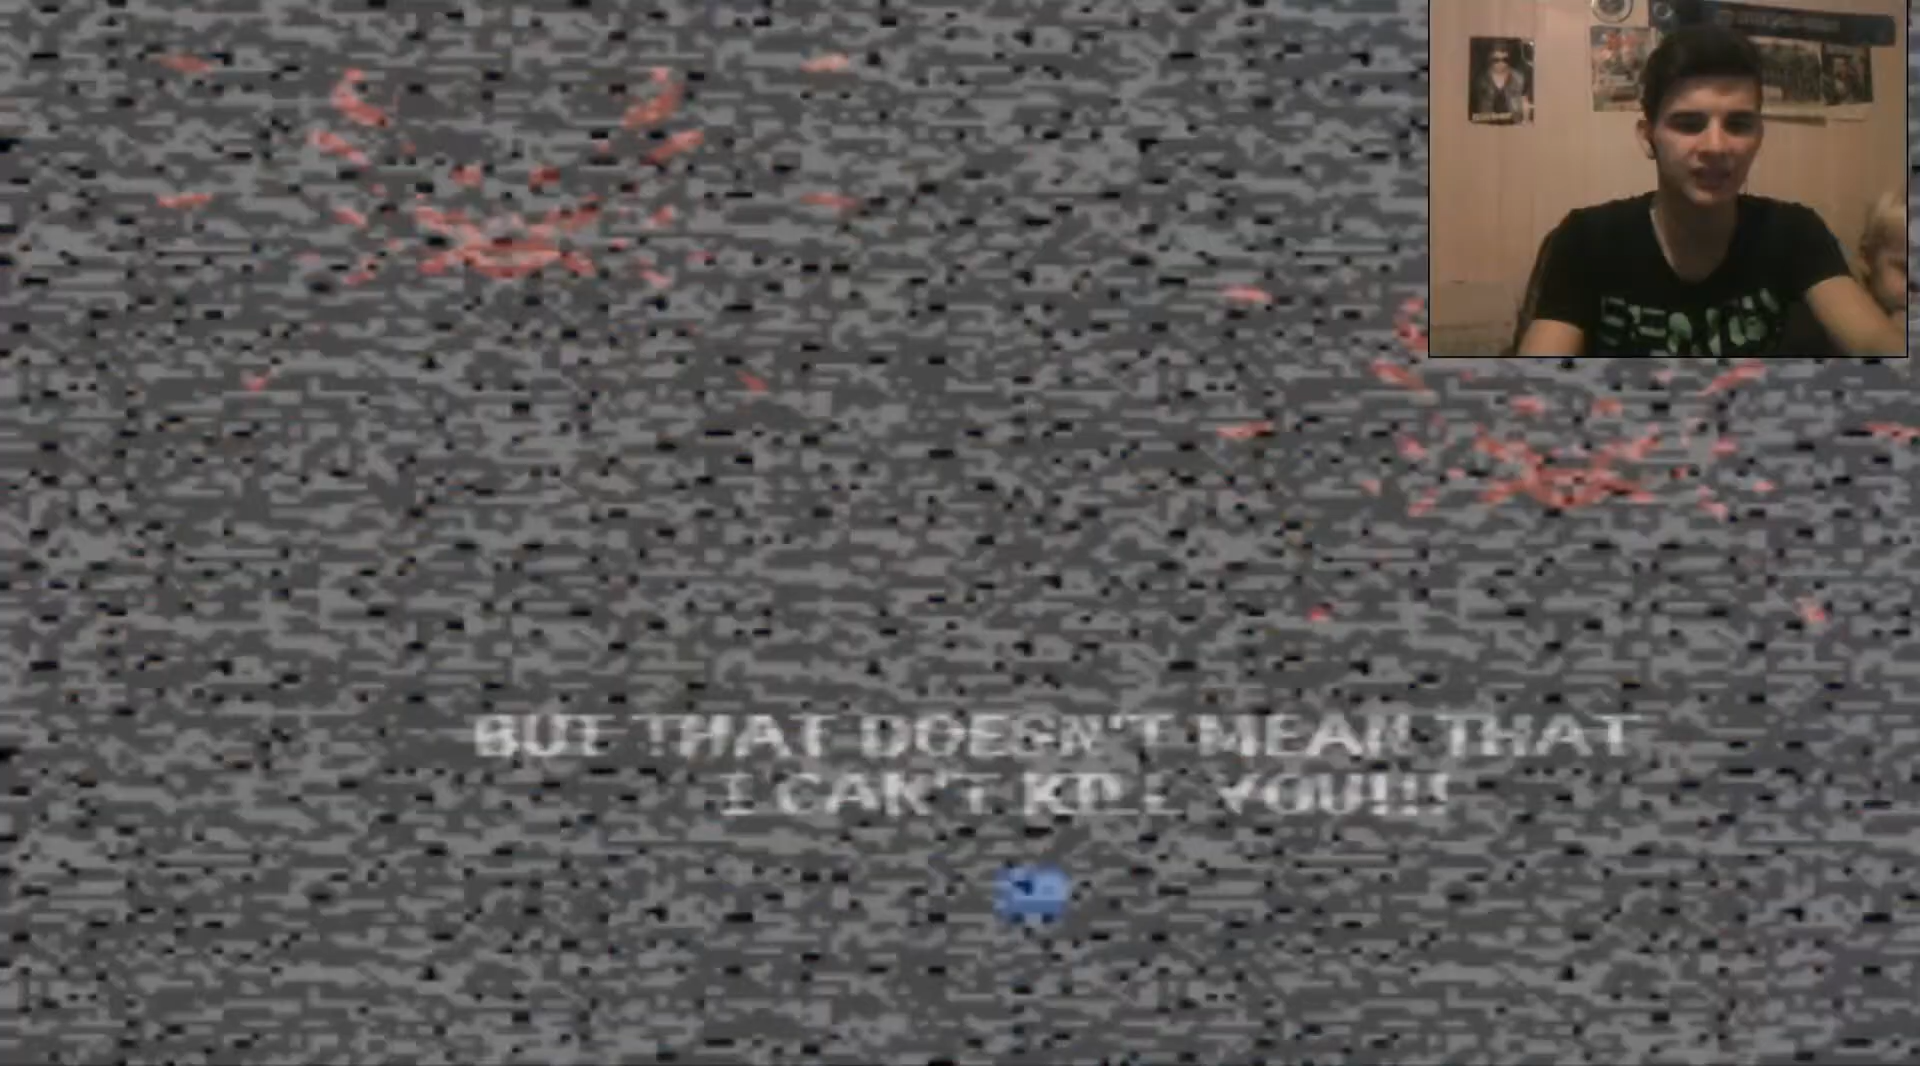 BUT THAT DOESN'T MEAN THAT
I CAN'T KILL YOU!!!